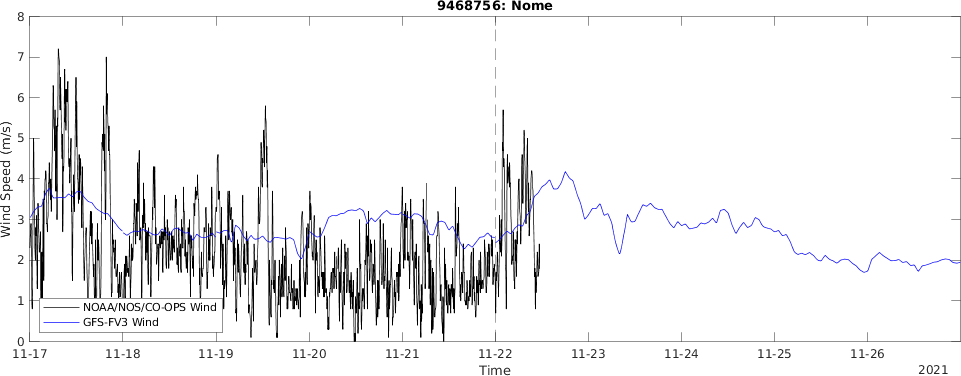 9468756: Nome
8
7
6
5
4
3
2
1
0
Wind Speed (m/s)
NOAA/NOS/CO-OPS Wind
GFS-FV3 Wind
11-17 11-18 11-19 11-20 11-21 11-22 11-23 11-24 11-25 11-26
Time
2021